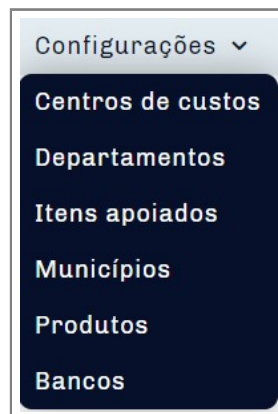 Configurações
Centros de custos
Departamentos
Itens apoiados
Municípios
Produtos
Bancos